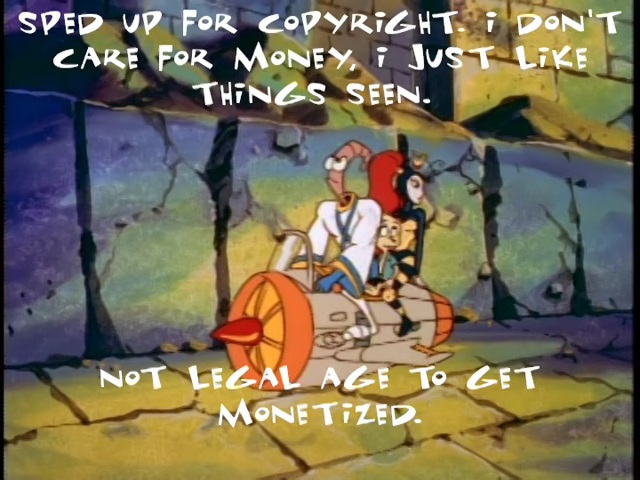 SPED UP FOR COPYRIGHT. I DON'T
CARE FOR MONEY, I JUST LIKE
THINGS SEEN.
NOT LEGAL AGE TO GET
MONETIZED.